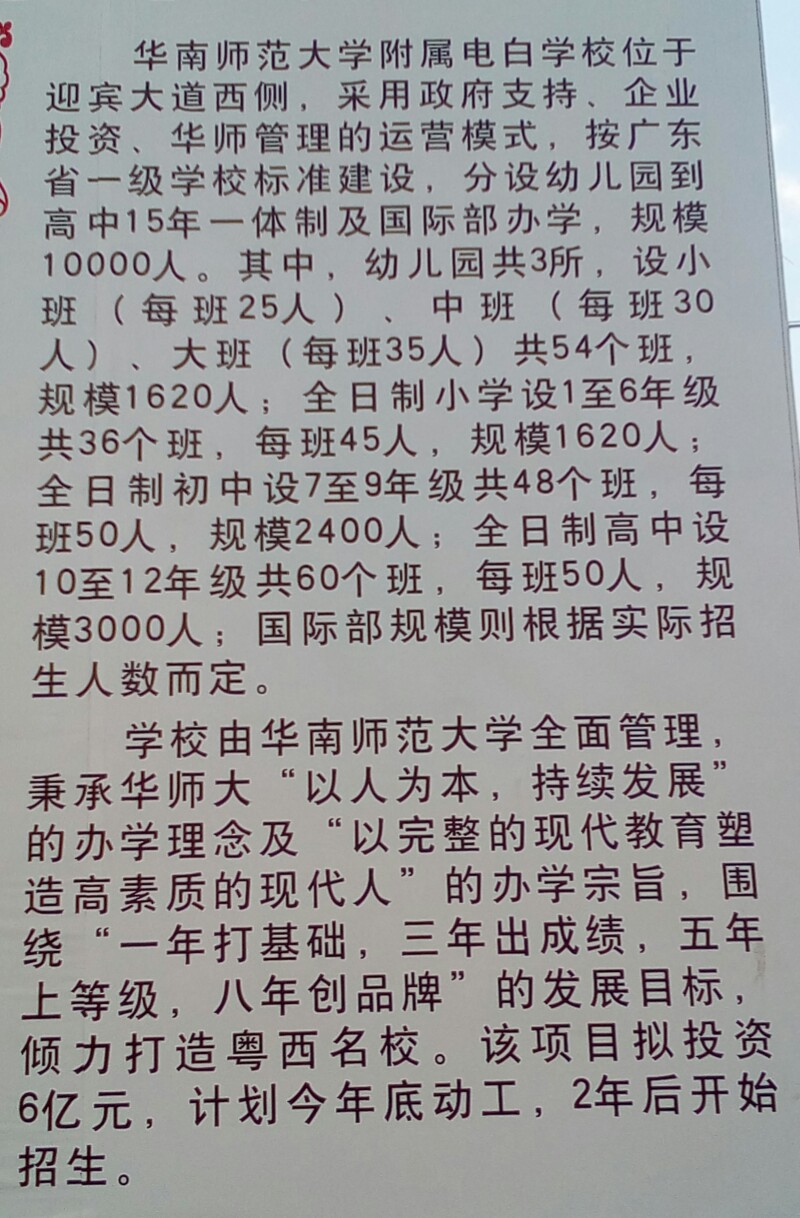 华南师范大学附属电白学校位于
迎宾大道西侧，采用政府支持、企业
投资、华师管理的运营模式，按广东
省一级学校标准建设，分设幼儿园到
高中15年一体制及国际部办学，规模
10000人。其中，幼儿园共3所，设小
班（每班25人）、中班（每班30
人）、大班（每班35人）共54个班，
规模1620人；全日制小学设1至6年级
共36个班，每班45人，规模1620人；
全日制初中设7至9年级共48个班，每
班50人，规模2400人；全日制高中设
10至12年级共60个班，每班50人，规
模3000人；国际部规模则根据实际招
生人数而定。
学校由华南师范大学全面管理，
秉承华师大“以人为本，持续发展”
的办学理念及“以完整的现代教育塑
造高素质的现代人”的办学宗旨，围
绕“一年打基础，三年出成绩，五年
上等级，八年创品牌”的发展目标，
倾力打造粤西名校。该项目拟投资
6亿元，计划今年底动工，2年后开始
招生。